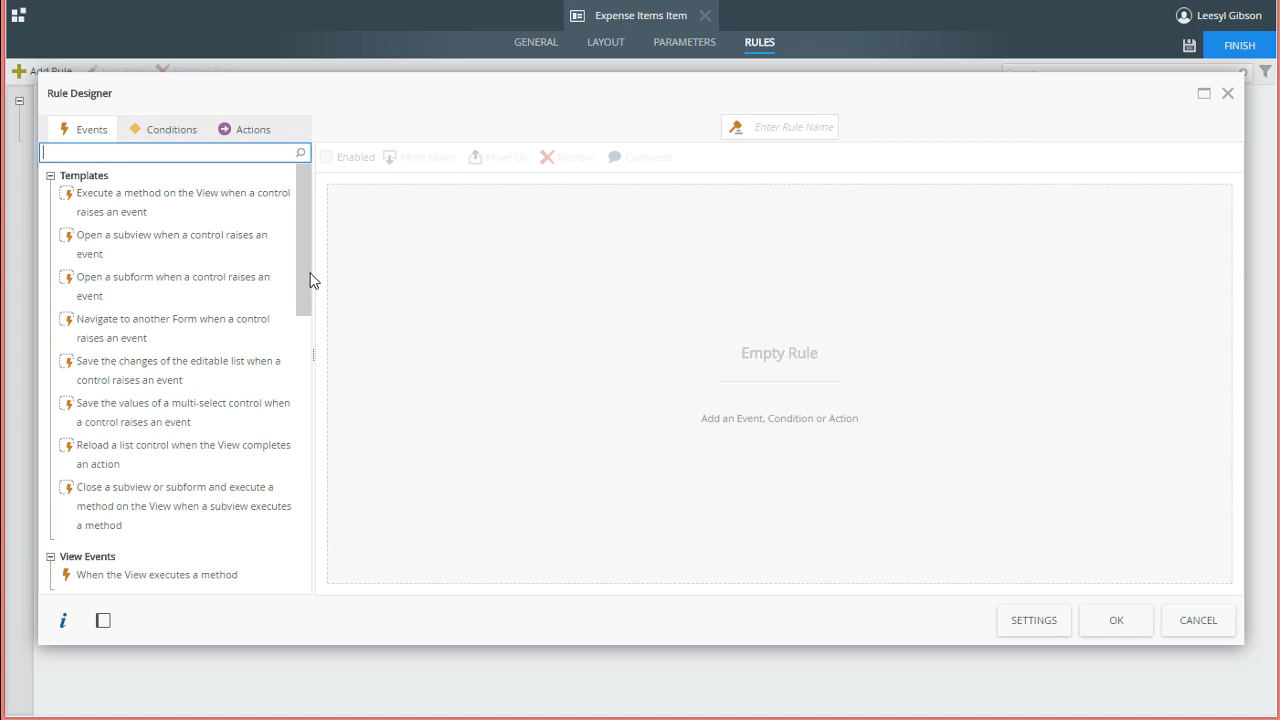 Expense Items Item
Leesyl Gibson
GENERAL LAYOUT PARAMETERS RULES
FINISH
Add Rule
Rule Designer
Events Conditions Actions
Enter Rule Name
Enabled Move Down Move Up Remove Comment
Templates
Execute a method on the View when a control
raises an event
Open a subview when a control raises an
event
Open a subform when a control raises an
event
Navigate to another Form when a control
raises an event
Save the changes of the editable list when a
control raises an event
Save the values of a multi-select control when
a control raises an event
Reload a list control when the View completes
an action
Close a subview or subform and execute a
method on the View when a subview executes
a method
View Events
When the View executes a method
Empty Rule
Add an Event, Condition or Action
SETTINGS OK CANCEL